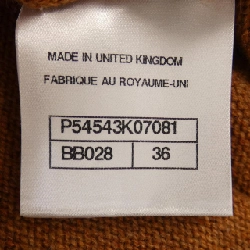 MADE IN UNITED KINGDOM
FABRIQUE AU ROYAUME-UNI
P54543K07081
BB028 36